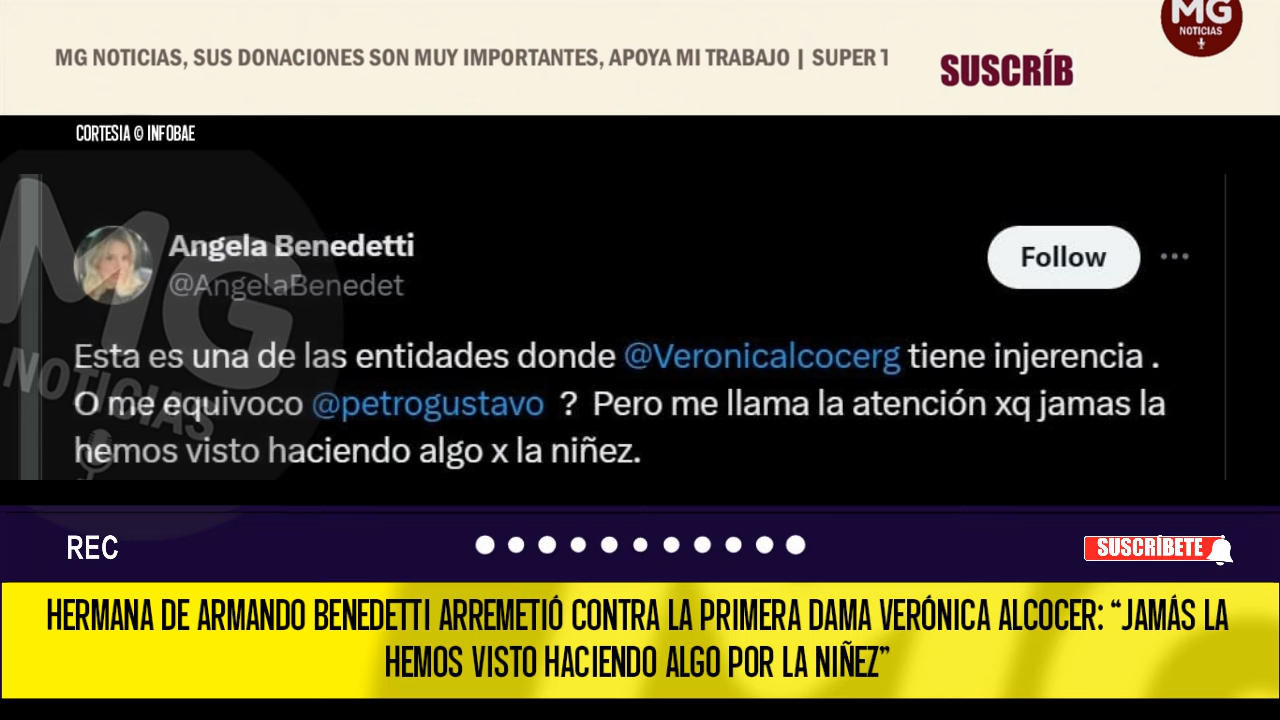 MG
NOTICIAS
MG NOTICIAS, SUS DONACIONES SON MUY IMPORTANTES, APOYA MI TRABAJO | SUPER T
SUSCRÍB
CORTESIA © INFOBAE
MG
NOTICIAS
Angela Benedetti
@AngelaBenedet
Follow
Esta es una de las entidades donde @Veronicalcocerg tiene injerencia .
O me equivoco @petrogustavo ? Pero me llama la atención xq jamas la
hemos visto haciendo algo x la niñez.
REC
SUSCRÍBETE
HERMANA DE ARMANDO BENEDETTI ARREMETIÓ CONTRA LA PRIMERA DAMA VERÓNICA ALCOCER: “JAMÁS LA
HEMOS VISTO HACIENDO ALGO POR LA NIÑEZ”